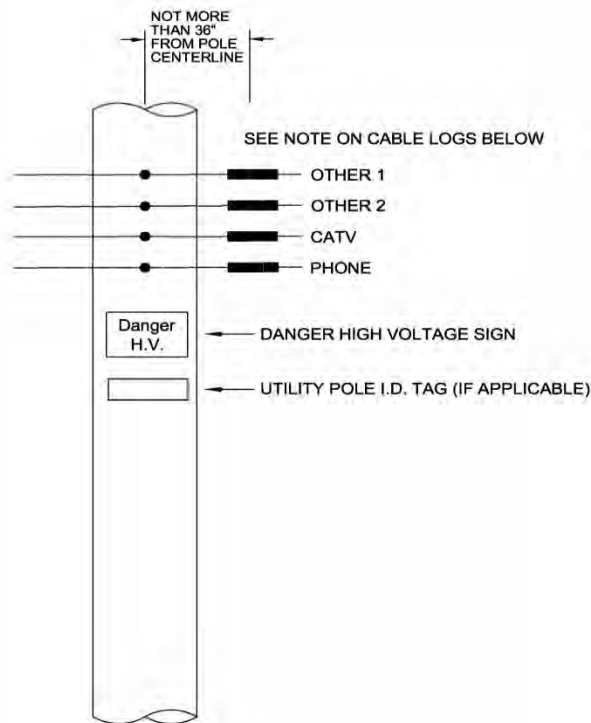 NOT MORE
THAN 36"
FROM POLE
CENTERLINE
SEE NOTE ON CABLE LOGS BELOW
OTHER 1
OTHER 2
CATV
PHONE
Danger
H.V.
DANGER HIGH VOLTAGE SIGN
UTILITY POLE I.D. TAG (IF APPLICABLE)